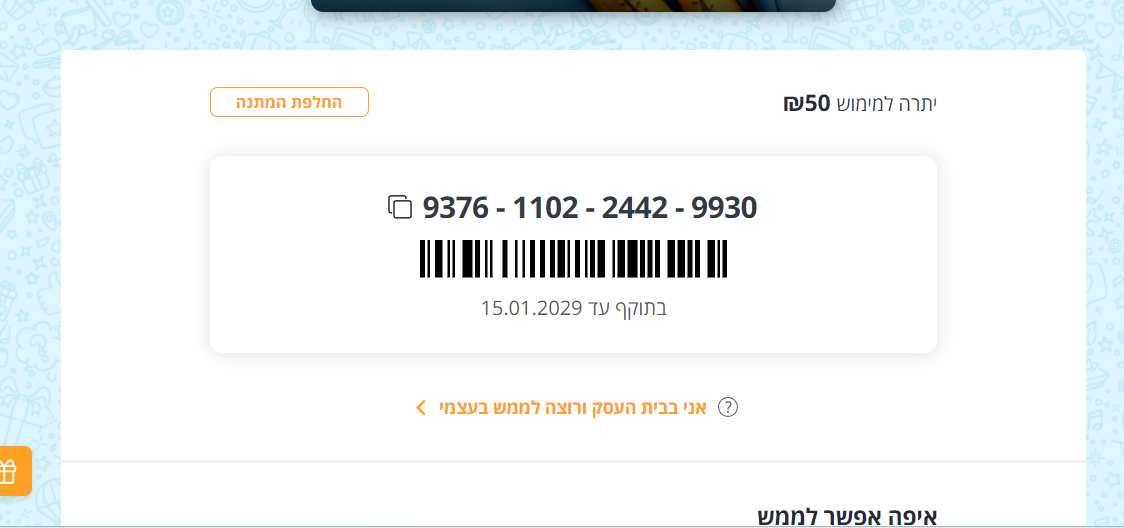 יתרה למימוש ₪50
החלפת המתנה
9376 - 1102 - 2442 - 9930
בתוקף עד 15.01.2029
אני בבית העסק ורוצה לממש בעצמי
איפה אפשר לממש